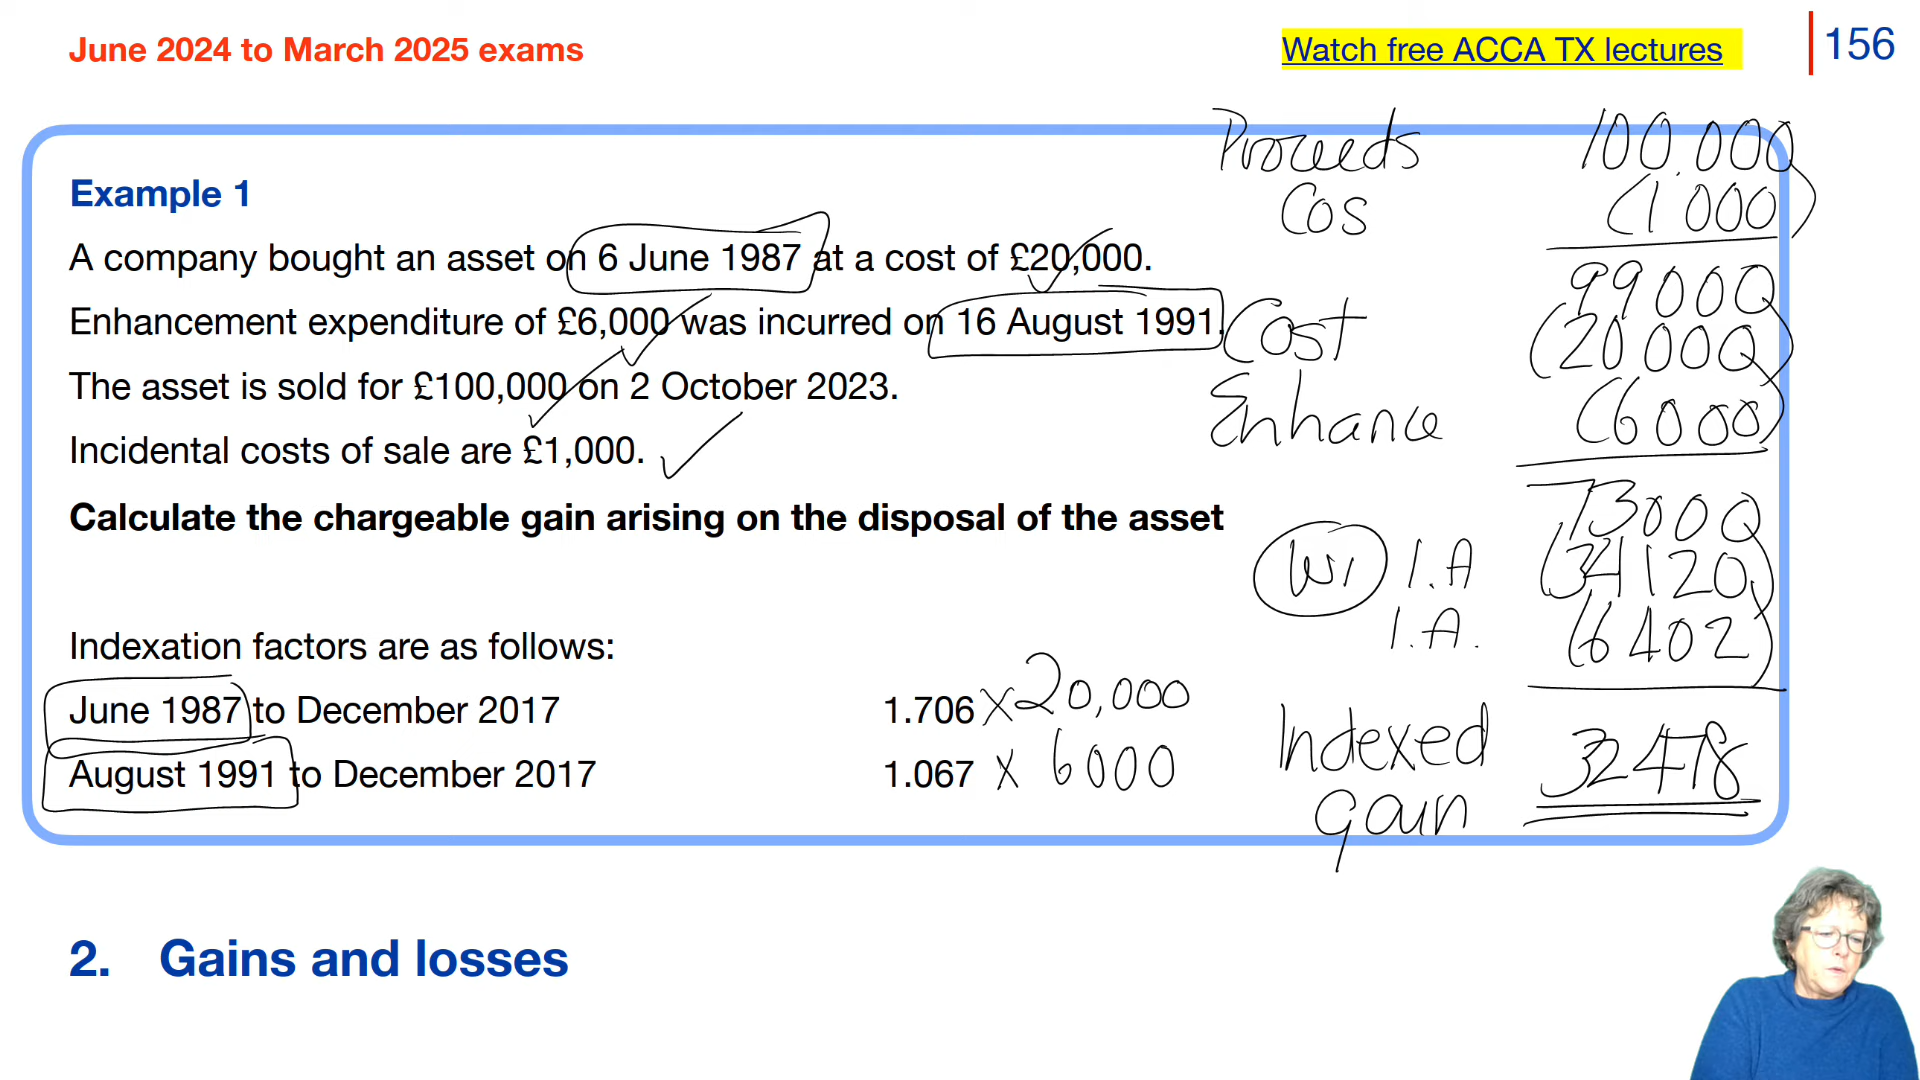 June 2024 to March 2025 exams
Watch free ACCA TX lectures
156
Proceeds 100,000
Cos (1 000)
Example 1
A company bought an asset on 6 June 1987 at a cost of £20,000.
99000
Enhancement expenditure of £6,000 was incurred on 16 August 1991.
Cost (20 000)
The asset is sold for £100,000 on 2 October 2023.
Enhance (6000)
Incidental costs of sale are £1,000.
Calculate the chargeable gain arising on the disposal of the asset
73000
W1 I.A (34120)
I.A. (6402)
Indexation factors are as follows:
June 1987 to December 2017 1.706 x 20,000
August 1991 to December 2017 1.067 x 6000
Indexed gain 32478
2. Gains and losses